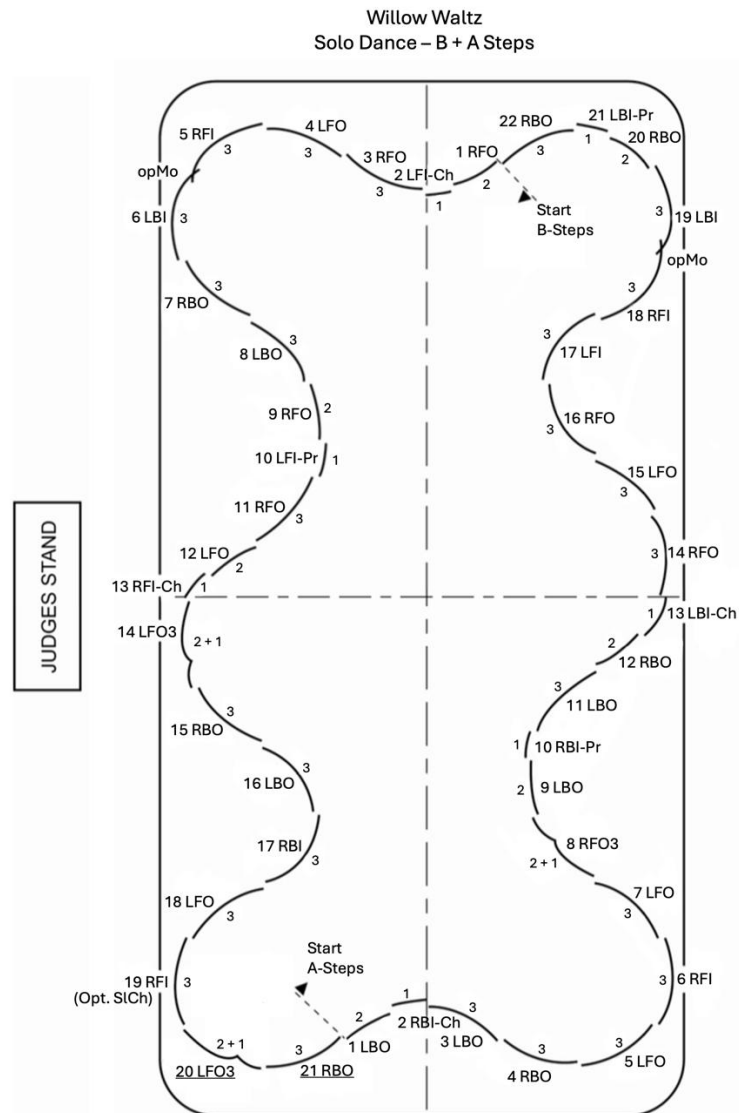 Willow Waltz
Solo Dance – B + A Steps
JUDGES STAND
1 RFO
2
Start
B-Steps
2 LFI-Ch
1
3 RFO
3
4 LFO
3
5 RFI
3
opMo
6 LBI
3
7 RBO
3
8 LBO
3
9 RFO
2
10 LFI-Pr
1
11 RFO
3
12 LFO
2
13 RFI-Ch
1
14 LFO3
2 + 1
15 RBO
3
16 LBO
3
17 RBI
3
18 LFO
3
19 RFI
(Opt. SlCh)
3
20 LFO3
2 + 1
21 RBO
3
Start
A-Steps
1 LBO
2
2 RBI-Ch
1
3 LBO
3
4 RBO
3
5 LFO
3
6 RFI
3
7 LFO
3
8 RFO3
2 + 1
9 LBO
2
10 RBI-Pr
1
11 LBO
3
12 RBO
2
13 LBI-Ch
1
14 RFO
3
15 LFO
3
16 RFO
3
17 LFI
3
18 RFI
3
opMo
19 LBI
3
20 RBO
2
21 LBI-Pr
1
22 RBO
3